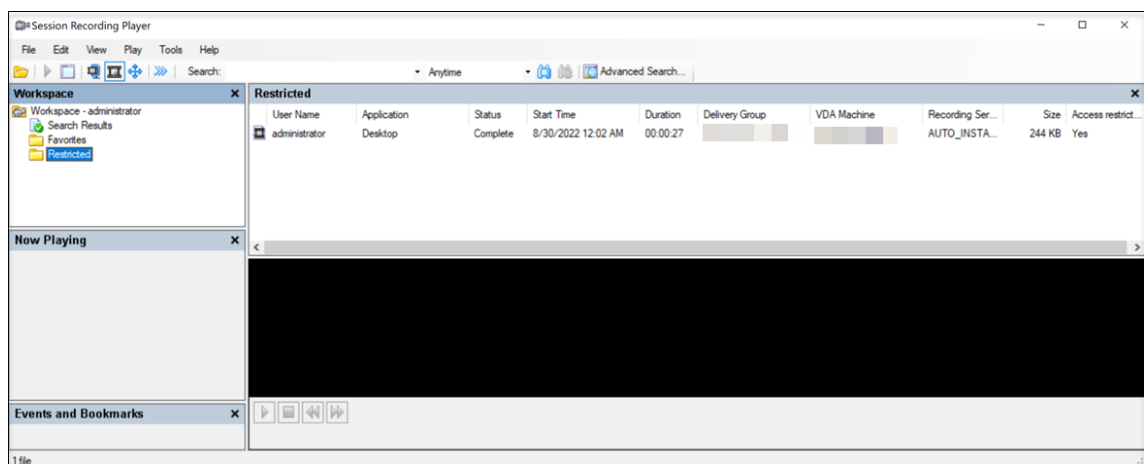 Session Recording Player
File Edit View Play Tools Help
Search: Anytime Advanced Search...
Workspace
Workspace - administrator
Search Results
Favorites
Restricted
Restricted
User Name Application Status Start Time Duration Delivery Group VDA Machine Recording Ser... Size Access restrict...
administrator Desktop Complete 8/30/2022 12:02 AM 00:00:27 AUTO_INSTA... 244 KB Yes
Now Playing
Events and Bookmarks
1 file